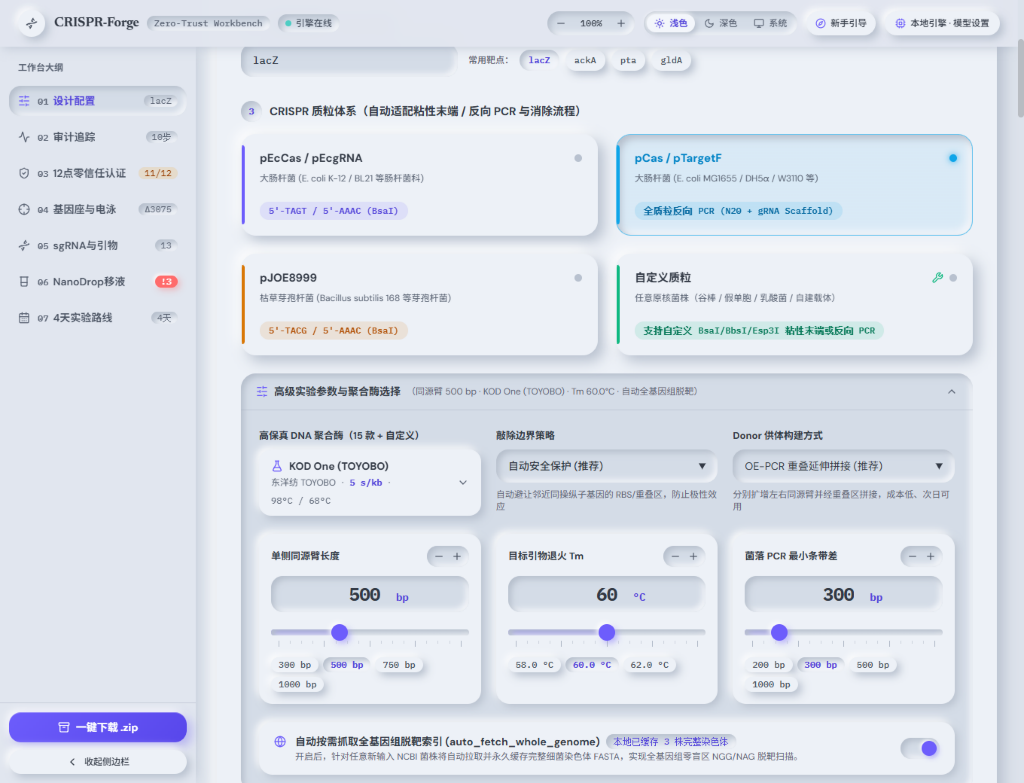 CRISPR-Forge Zero-Trust Workbench 引擎在线 − 100% + 浅色 深色 系统 新手引导 本地引擎 · 模型设置
工作台大纲
01 设计配置 lacZ
02 审计追踪 10步
03 12点零信任认证 11/12
04 基因座与电泳 Δ3075
05 sgRNA与引物 13
06 NanoDrop移液 :3
07 4天实验路线 4天
一键下载 .zip
收起侧边栏
lacZ 常用靶点: lacZ ackA pta gldA
3 CRISPR 质粒体系（自动适配粘性末端 / 反向 PCR 与消除流程）
pEcCas / pEcgRNA
大肠杆菌 (E. coli K-12 / BL21 等肠杆菌科)
5'-TAGT / 5'-AAAC (BsaI)
pCas / pTargetF
大肠杆菌 (E. coli MG1655 / DH5α / W3110 等)
全质粒反向 PCR (N20 + gRNA Scaffold)
pJOE8999
枯草芽孢杆菌 (Bacillus subtilis 168 等芽孢杆菌)
5'-TACG / 5'-AAAC (BsaI)
自定义质粒
任意原核菌株（谷棒 / 假单胞 / 乳酸菌 / 自建载体）
支持自定义 BsaI/BbsI/Esp3I 粘性末端或反向 PCR
高级实验参数与聚合酶选择 （同源臂 500 bp · KOD One (TOYOBO) · Tm 60.0°C · 自动全基因组脱靶）
高保真 DNA 聚合酶（15 款 + 自定义）
KOD One (TOYOBO)
东洋纺 TOYOBO · 5 s/kb ·
98°C / 68°C
敲除边界策略
自动安全保护 (推荐)
自动避让邻近同操纵子基因的 RBS/重叠区，防止极性效
应
Donor 供体构建方式
OE-PCR 重叠延伸拼接 (推荐)
分别扩增左右同源臂并经重叠区拼接，成本低、次日可
用
单侧同源臂长度 − +
500 bp
300 bp 500 bp 750 bp
1000 bp
目标引物退火 Tm − +
60 °C
58.0 °C 60.0 °C 62.0 °C
菌落 PCR 最小条带差 − +
300 bp
200 bp 300 bp 500 bp
1000 bp
自动按需抓取全基因组脱靶索引 (auto_fetch_whole_genome) 本地已缓存 3 株完整染色体
开启后，针对任意新输入 NCBI 菌株将自动拉取并永久缓存完整细菌染色体 FASTA，实现全基因组零盲区 NGG/NAG 脱靶扫描。